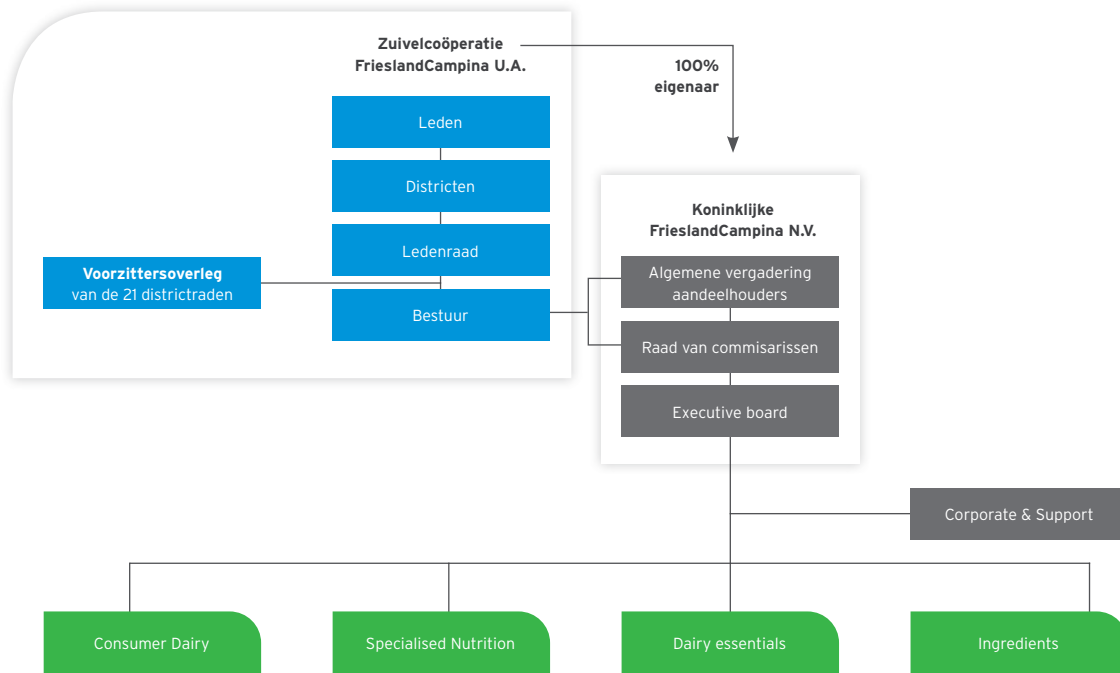 Zuivelcoöperatie
FrieslandCampina U.A.
100%
eigenaar
Leden
Districten
Ledenraad
Voorzittersoverleg
van de 21 districtraden
Bestuur
Koninklijke
FrieslandCampina N.V.
Algemene vergadering
aandeelhouders
Raad van commisarissen
Executive board
Corporate & Support
Consumer Dairy
Specialised Nutrition
Dairy essentials
Ingredients